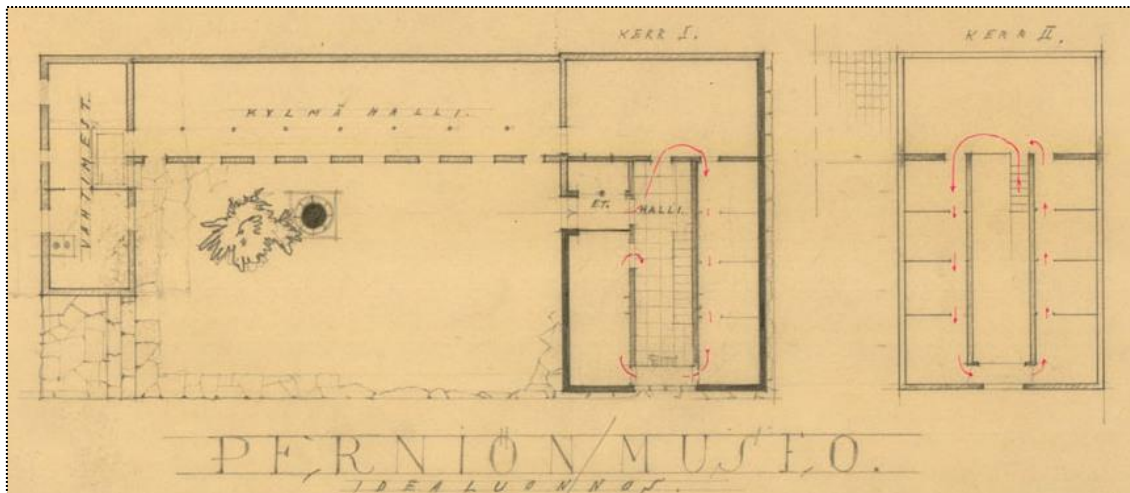 KERR I.
KERR II.
KYLMÄ HALLI.
VAHTIMEST.
ET.
HALLI.
PERNIÖN MUSEO.
IDEALUONNOS.